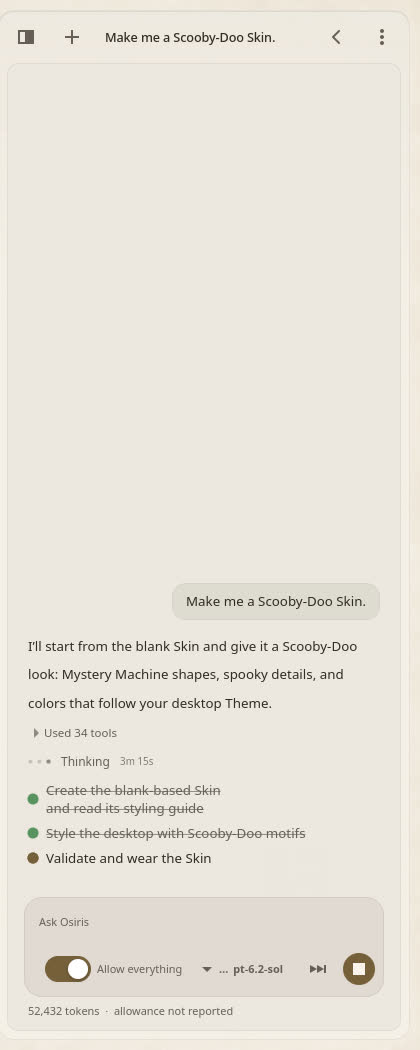 Make me a Scooby-Doo Skin.
Make me a Scooby-Doo Skin.
I'll start from the blank Skin and give it a Scooby-Doo
look: Mystery Machine shapes, spooky details, and
colors that follow your desktop Theme.
Used 34 tools
Thinking 3m 15s
Create the blank-based Skin
and read its styling guide
Style the desktop with Scooby-Doo motifs
Validate and wear the Skin
Ask Osiris
Allow everything ... pt-6.2-sol
52,432 tokens · allowance not reported